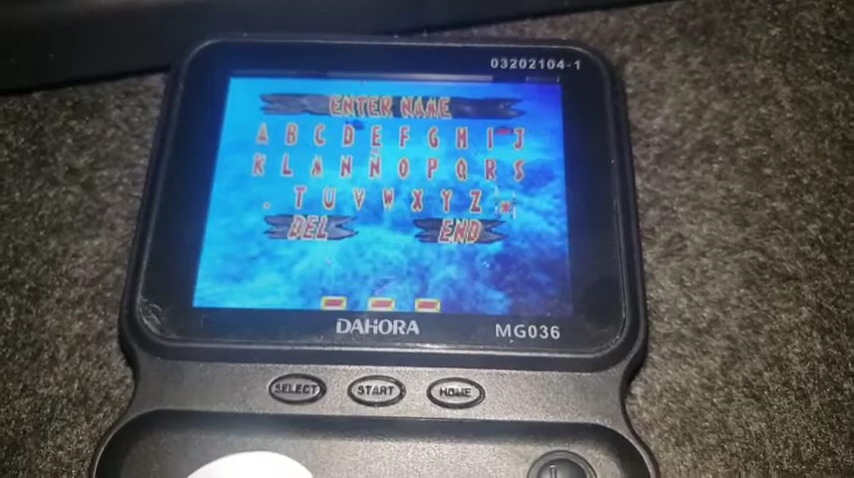 03202104-1
ENTER NAME
A B C D E F G H I J
K L M N Ñ O P Q R S
. T U V W X Y Z *
DEL END
DAHORA MG036
SELECT START HOME